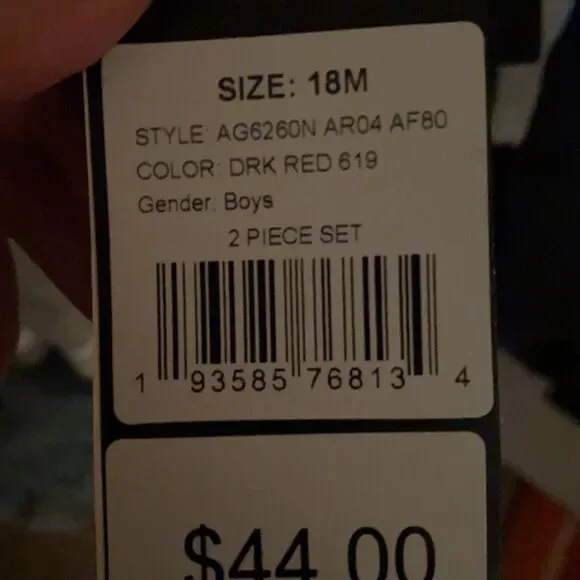 SIZE: 18M
STYLE AG6260N AR04 AF80
COLOR: DRK RED 619
Gender: Boys
2 PIECE SET
1 93585 76813 4
$44.00